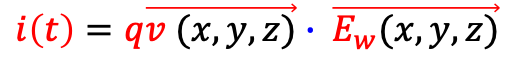 i(t) = qv (x, y, z) · E_w(x, y, z)